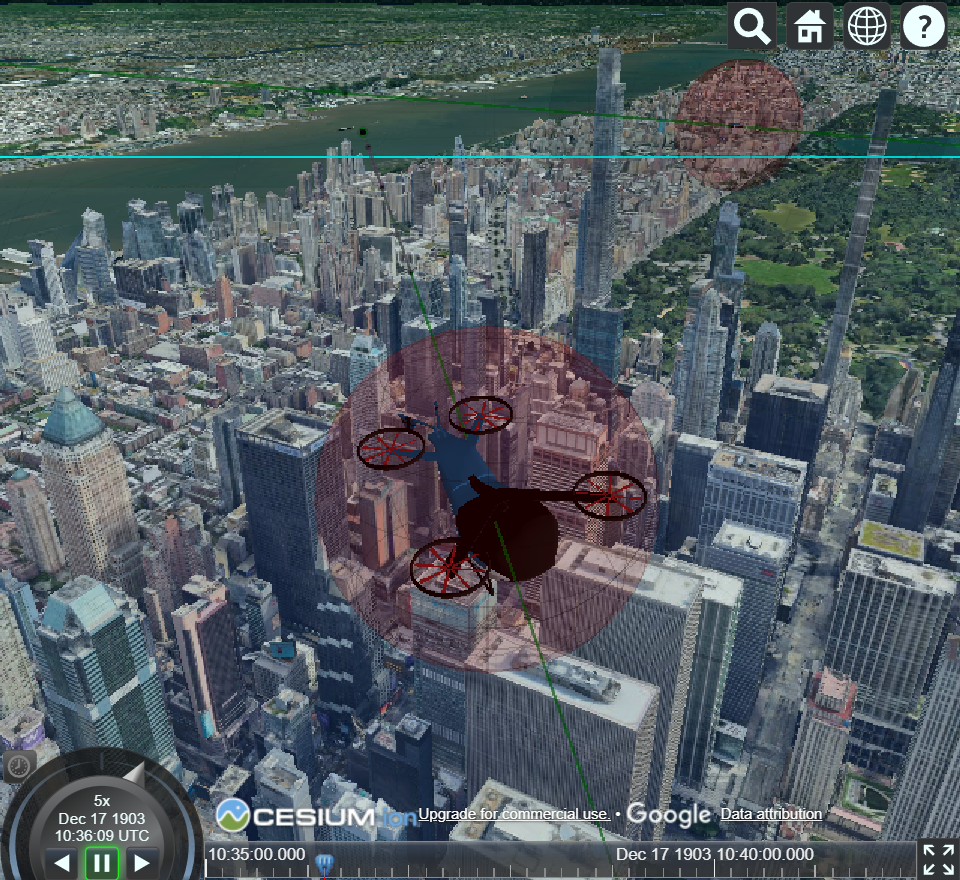 ?
5x
Dec 17 1903
10:36:09 UTC
CESIUM ion
Upgrade for commercial use. • Google Data attribution
10:35:00.000
Dec 17 1903 10:40:00.000